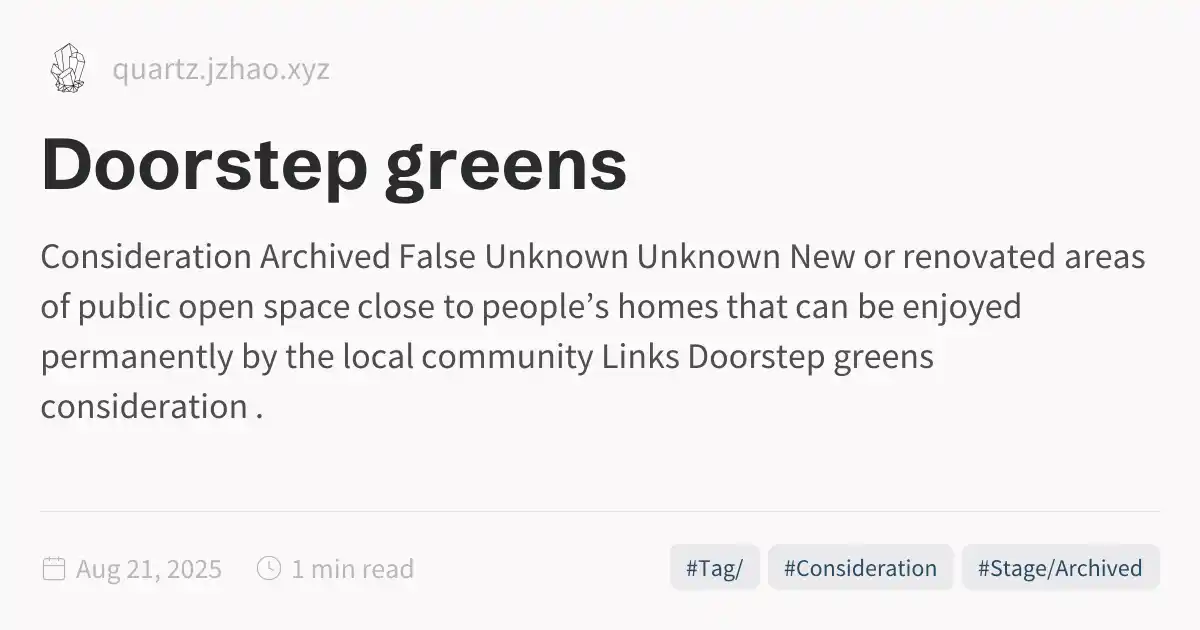 quartz.jzhao.xyz
Doorstep greens
Consideration Archived False Unknown Unknown New or renovated areas
of public open space close to people’s homes that can be enjoyed
permanently by the local community Links Doorstep greens
consideration .
Aug 21, 2025 1 min read #Tag/ #Consideration #Stage/Archived